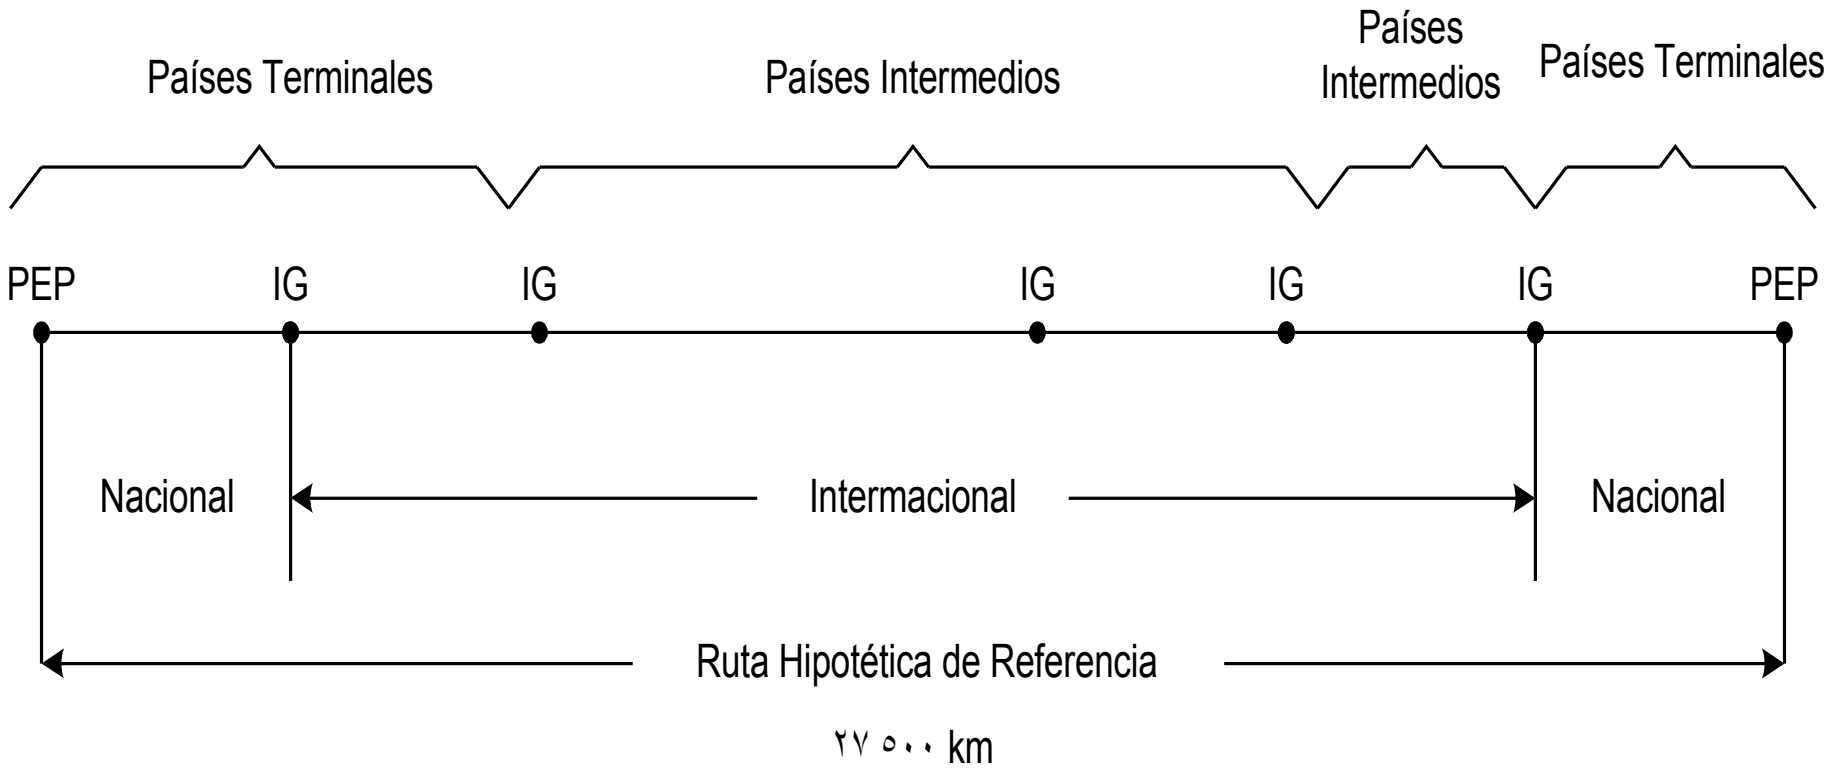 Países Terminales
Países Intermedios
Países
Intermedios
Países Terminales
PEP
IG
IG
IG
IG
IG
PEP
Nacional
Intermacional
Nacional
Ruta Hipotética de Referencia
٢٧ ٥٠٠ km